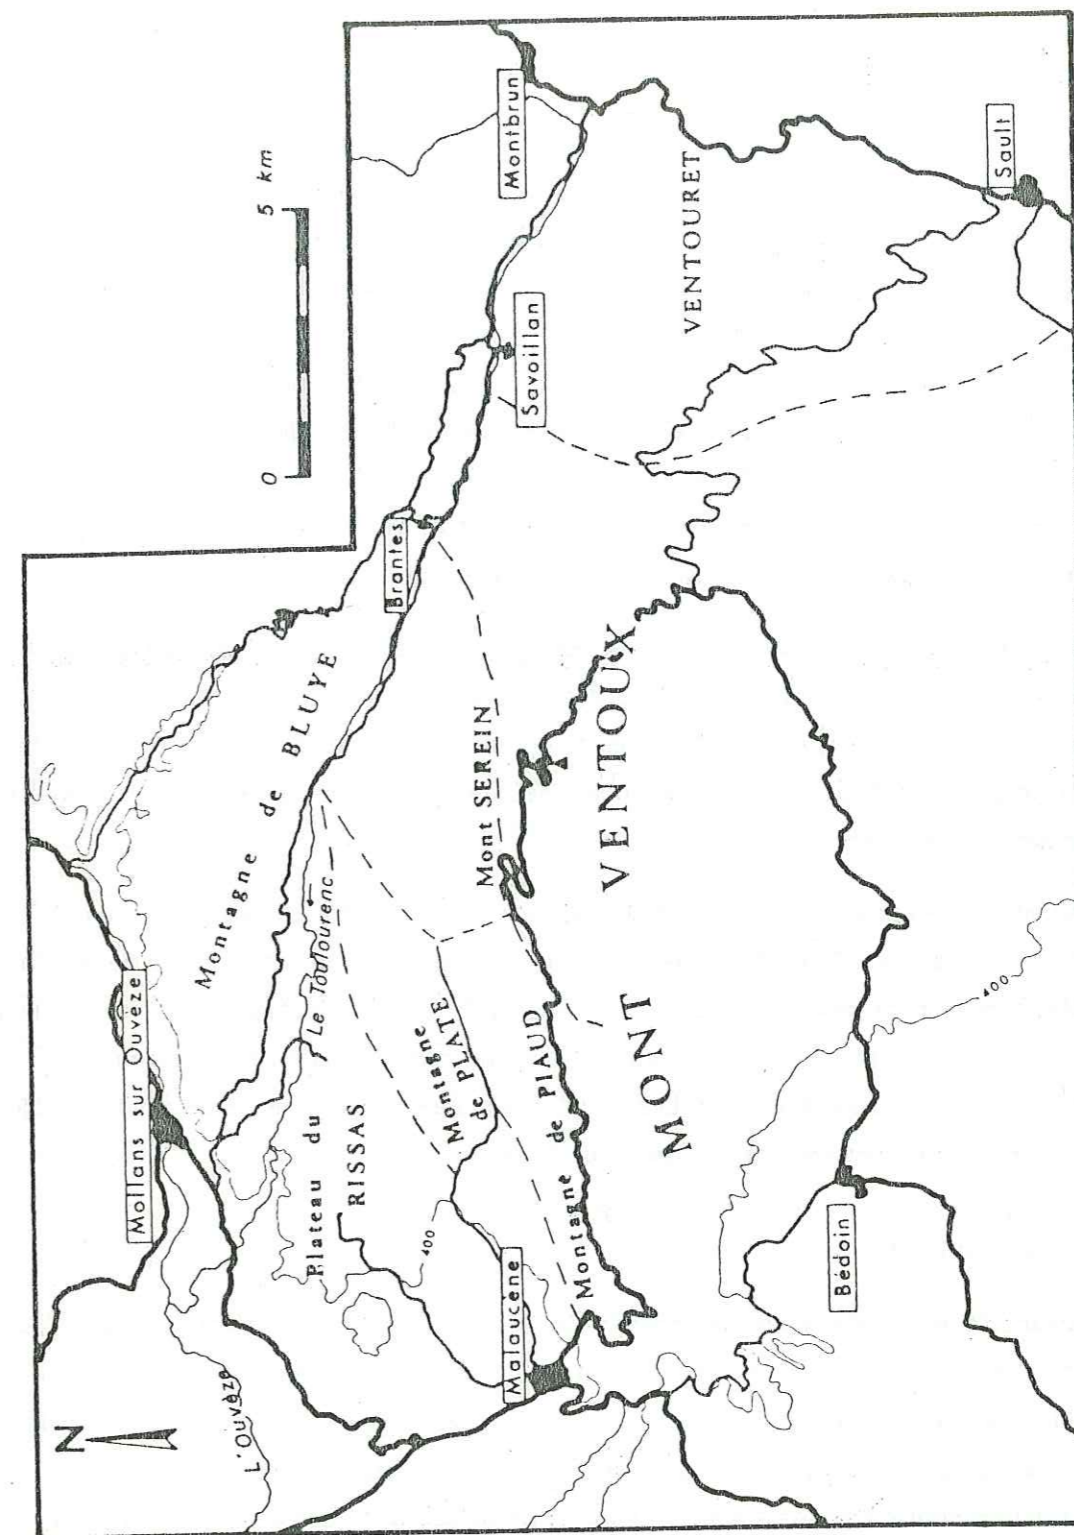 N
0
5 km
L'Ouvèze
Mollans sur Ouvèze
Montagne de BLUYE
Brantes
Savoillan
Montbrun
Le Toulourenc
Plateau du
RISSAS
400
Montagne
de PLATE
Malaucène
Montagne de PIAUD
Mont SEREIN
MONT VENTOUX
VENTOURET
Sault
Bédoin
400